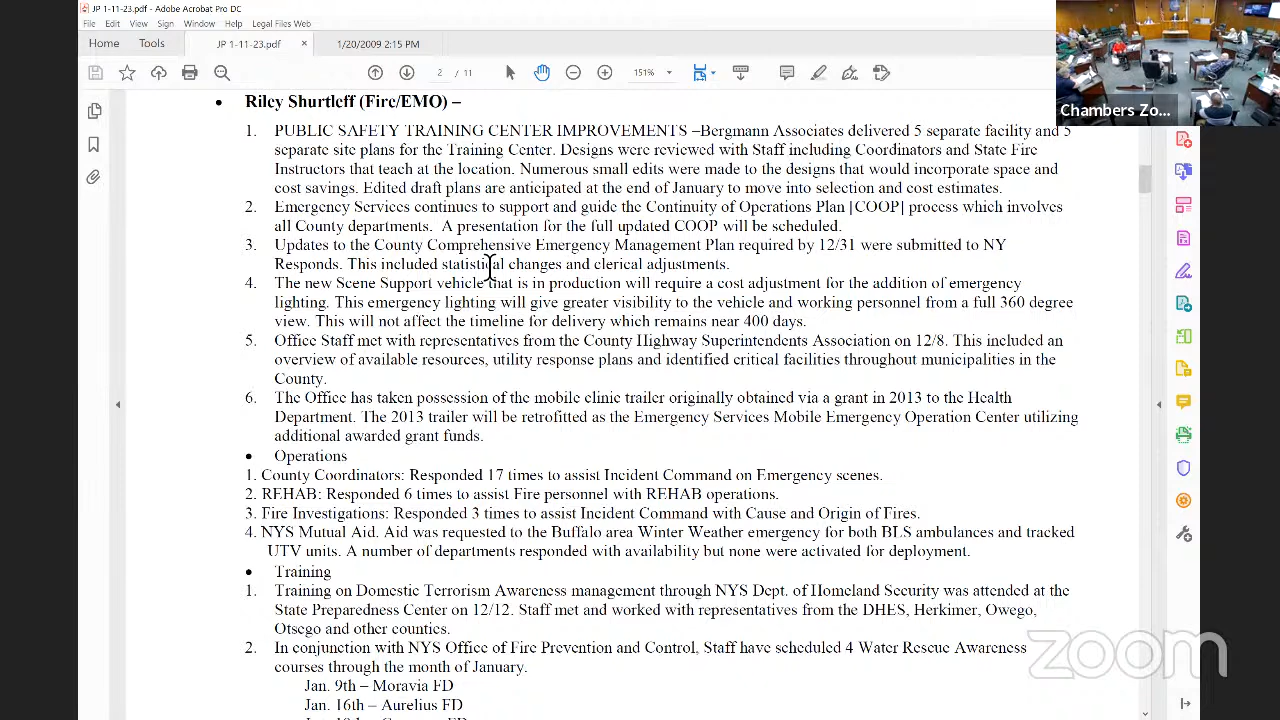 JP 1-11-23.pdf - Adobe Acrobat Pro DC
File Edit View Sign Window Help Legal Files Web
Home Tools JP 1-11-23.pdf × 1/20/2009 2:15 PM
2 / 11 151%
Chambers Zo...
• Riley Shurtleff (Fire/EMO) –
1. PUBLIC SAFETY TRAINING CENTER IMPROVEMENTS –Bergmann Associates delivered 5 separate facility and 5
separate site plans for the Training Center. Designs were reviewed with Staff including Coordinators and State Fire
Instructors that teach at the location. Numerous small edits were made to the designs that would incorporate space and
cost savings. Edited draft plans are anticipated at the end of January to move into selection and cost estimates.
2. Emergency Services continues to support and guide the Continuity of Operations Plan [COOP] process which involves
all County departments. A presentation for the full updated COOP will be scheduled.
3. Updates to the County Comprehensive Emergency Management Plan required by 12/31 were submitted to NY
Responds. This included statistical changes and clerical adjustments.
4. The new Scene Support vehicle that is in production will require a cost adjustment for the addition of emergency
lighting. This emergency lighting will give greater visibility to the vehicle and working personnel from a full 360 degree
view. This will not affect the timeline for delivery which remains near 400 days.
5. Office Staff met with representatives from the County Highway Superintendents Association on 12/8. This included an
overview of available resources, utility response plans and identified critical facilities throughout municipalities in the
County.
6. The Office has taken possession of the mobile clinic trailer originally obtained via a grant in 2013 to the Health
Department. The 2013 trailer will be retrofitted as the Emergency Services Mobile Emergency Operation Center utilizing
additional awarded grant funds.
• Operations
1. County Coordinators: Responded 17 times to assist Incident Command on Emergency scenes.
2. REHAB: Responded 6 times to assist Fire personnel with REHAB operations.
3. Fire Investigations: Responded 3 times to assist Incident Command with Cause and Origin of Fires.
4. NYS Mutual Aid. Aid was requested to the Buffalo area Winter Weather emergency for both BLS ambulances and tracked
UTV units. A number of departments responded with availability but none were activated for deployment.
• Training
1. Training on Domestic Terrorism Awareness management through NYS Dept. of Homeland Security was attended at the
State Preparedness Center on 12/12. Staff met and worked with representatives from the DHES, Herkimer, Owego,
Otsego and other counties.
2. In conjunction with NYS Office of Fire Prevention and Control, Staff have scheduled 4 Water Rescue Awareness
courses through the month of January.
Jan. 9th – Moravia FD
Jan. 16th – Aurelius FD
zoom